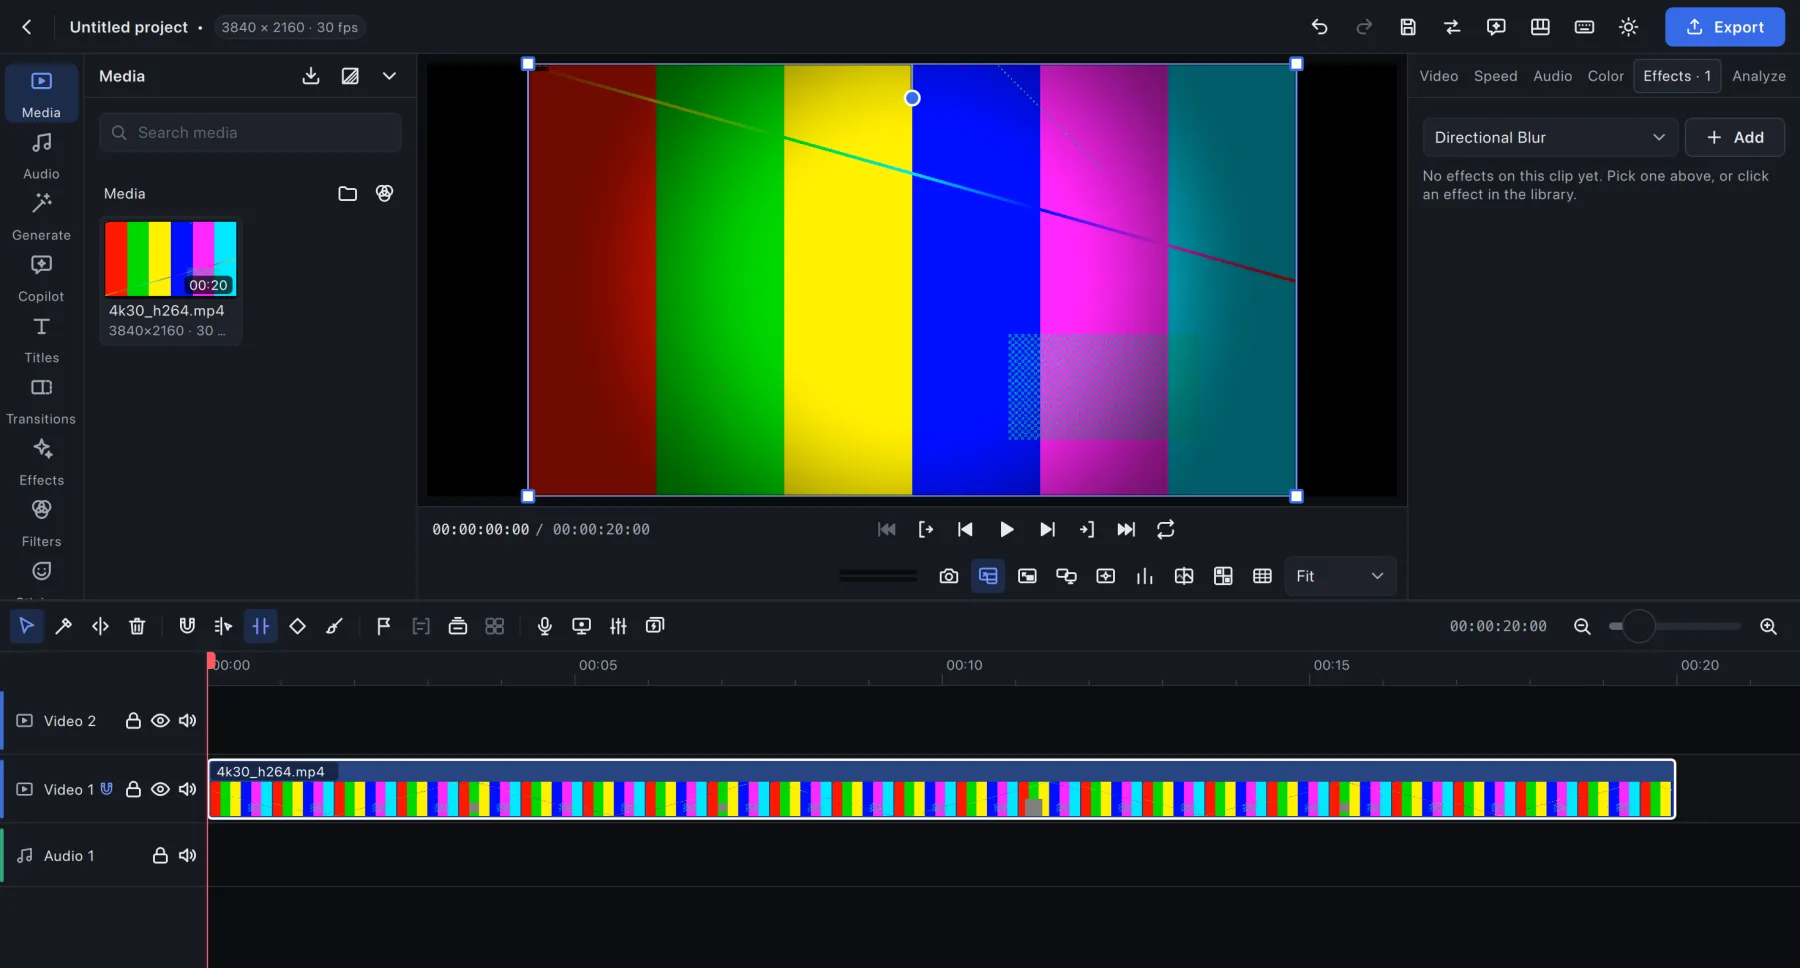 Untitled project •
3840 × 2160 · 30 fps
Export
Media
Audio
Generate
Copilot
Titles
Transitions
Effects
Filters
Media
Search media
Media
00:20
4k30_h264.mp4
3840×2160 · 30 ...
00:00:00:00 / 00:00:20:00
Fit
Video Speed Audio Color Effects · 1 Analyze
Directional Blur
+ Add
No effects on this clip yet. Pick one above, or click
an effect in the library.
00:00:20:00
00:00 00:05 00:10 00:15 00:20
Video 2
Video 1
4k30_h264.mp4
Audio 1